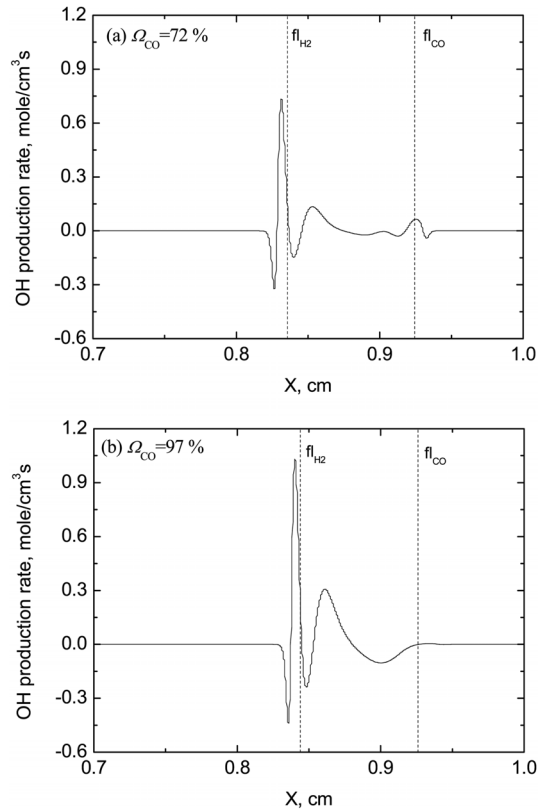 (a) Ω_CO=72 %
fl_H2
fl_CO
1.2
0.9
0.6
0.3
0.0
-0.3
-0.6
OH production rate, mole/cm³s
0.7 0.8 0.9 1.0
X, cm
(b) Ω_CO=97 %
fl_H2
fl_CO
1.2
0.9
0.6
0.3
0.0
-0.3
-0.6
OH production rate, mole/cm³s
0.7 0.8 0.9 1.0
X, cm